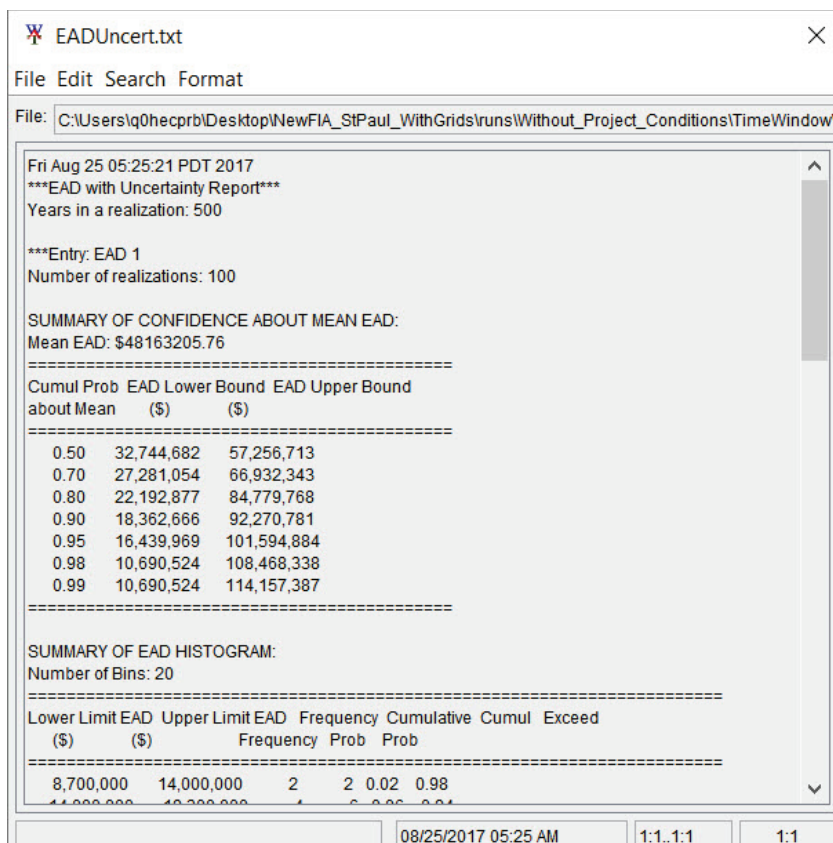 EADUncert.txt
File Edit Search Format
File: C:\Users\q0hecprb\Desktop\NewFIA_StPaul_WithGrids\runs\Without_Project_Conditions\TimeWindow\
Fri Aug 25 05:25:21 PDT 2017
***EAD with Uncertainty Report***
Years in a realization: 500
***Entry: EAD 1
Number of realizations: 100
SUMMARY OF CONFIDENCE ABOUT MEAN EAD:
Mean EAD: $48163205.76
============================================
Cumul Prob EAD Lower Bound EAD Upper Bound
about Mean ($) ($)
============================================
0.50 32,744,682 57,256,713
0.70 27,281,054 66,932,343
0.80 22,192,877 84,779,768
0.90 18,362,666 92,270,781
0.95 16,439,969 101,594,884
0.98 10,690,524 108,468,338
0.99 10,690,524 114,157,387
============================================
SUMMARY OF EAD HISTOGRAM:
Number of Bins: 20
========================================================================
Lower Limit EAD Upper Limit EAD Frequency Cumulative Cumul Exceed
($) ($) Frequency Prob Prob
========================================================================
8,700,000 14,000,000 2 2 0.02 0.98
08/25/2017 05:25 AM 1:1..1:1 1:1